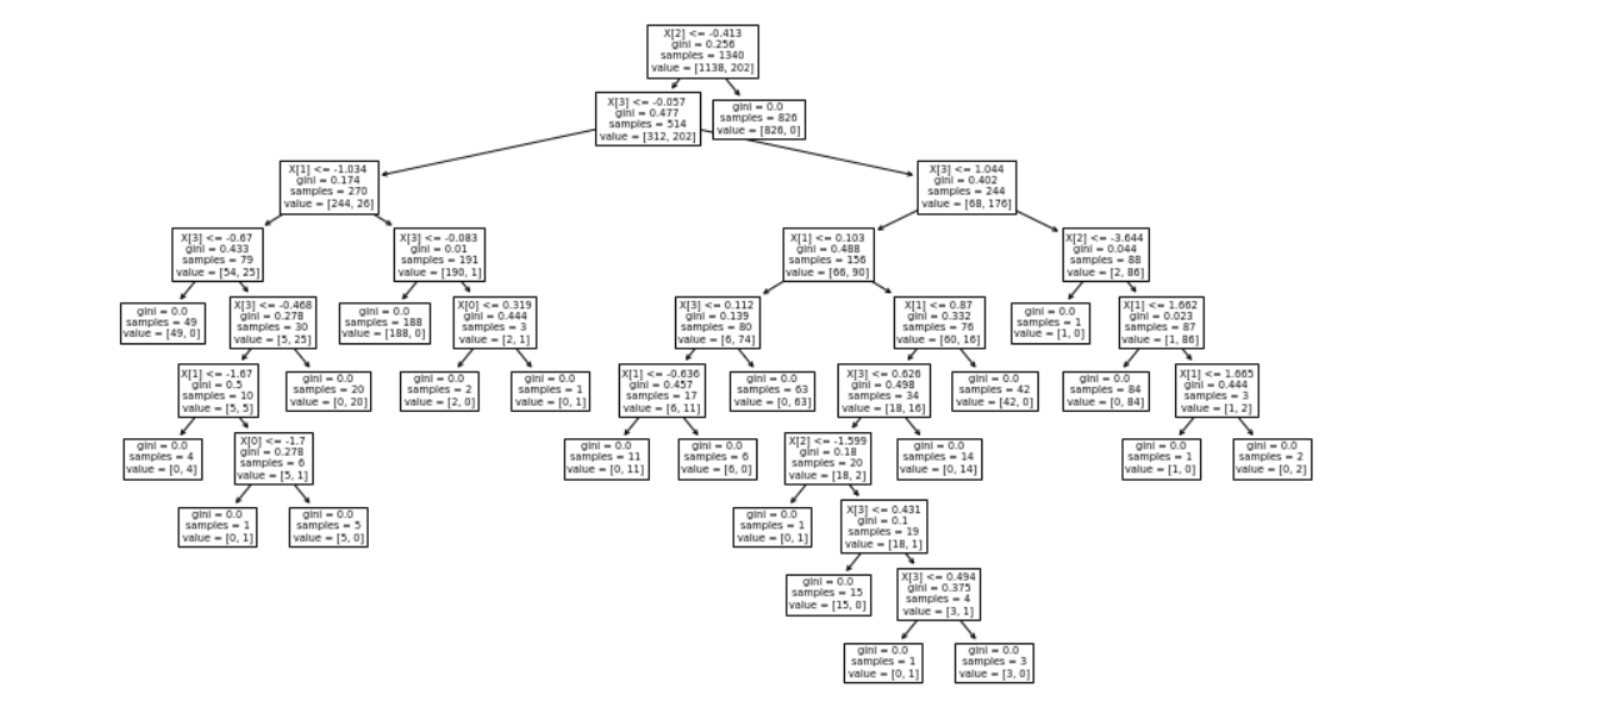 X[2] <= -0.413
gini = 0.256
samples = 1340
value = [1138, 202]
X[3] <= -0.057
gini = 0.477
samples = 514
value = [312, 202]
gini = 0.0
samples = 826
value = [826, 0]
X[1] <= -1.034
gini = 0.174
samples = 270
value = [244, 26]
X[3] <= 1.044
gini = 0.402
samples = 244
value = [68, 176]
X[3] <= -0.67
gini = 0.433
samples = 79
value = [54, 25]
X[3] <= -0.083
gini = 0.01
samples = 191
value = [190, 1]
X[1] <= 0.103
gini = 0.488
samples = 156
value = [66, 90]
X[2] <= -3.644
gini = 0.044
samples = 88
value = [2, 86]
gini = 0.0
samples = 49
value = [49, 0]
X[3] <= -0.468
gini = 0.278
samples = 30
value = [5, 25]
gini = 0.0
samples = 188
value = [188, 0]
X[0] <= 0.319
gini = 0.444
samples = 3
value = [2, 1]
X[3] <= 0.112
gini = 0.139
samples = 80
value = [6, 74]
X[1] <= 0.87
gini = 0.332
samples = 76
value = [60, 16]
gini = 0.0
samples = 1
value = [1, 0]
X[1] <= 1.662
gini = 0.023
samples = 87
value = [1, 86]
X[1] <= -1.67
gini = 0.5
samples = 10
value = [5, 5]
gini = 0.0
samples = 20
value = [0, 20]
gini = 0.0
samples = 2
value = [2, 0]
gini = 0.0
samples = 1
value = [0, 1]
X[1] <= -0.636
gini = 0.457
samples = 17
value = [6, 11]
gini = 0.0
samples = 63
value = [0, 63]
X[3] <= 0.626
gini = 0.498
samples = 34
value = [18, 16]
gini = 0.0
samples = 42
value = [42, 0]
gini = 0.0
samples = 84
value = [0, 84]
X[1] <= 1.665
gini = 0.444
samples = 3
value = [1, 2]
gini = 0.0
samples = 4
value = [0, 4]
X[0] <= -1.7
gini = 0.278
samples = 6
value = [5, 1]
gini = 0.0
samples = 11
value = [0, 11]
gini = 0.0
samples = 6
value = [6, 0]
X[2] <= -1.599
gini = 0.18
samples = 20
value = [18, 2]
gini = 0.0
samples = 14
value = [0, 14]
gini = 0.0
samples = 1
value = [1, 0]
gini = 0.0
samples = 2
value = [0, 2]
gini = 0.0
samples = 1
value = [0, 1]
gini = 0.0
samples = 5
value = [5, 0]
gini = 0.0
samples = 1
value = [0, 1]
X[3] <= 0.431
gini = 0.1
samples = 19
value = [18, 1]
gini = 0.0
samples = 15
value = [15, 0]
X[3] <= 0.494
gini = 0.375
samples = 4
value = [3, 1]
gini = 0.0
samples = 1
value = [0, 1]
gini = 0.0
samples = 3
value = [3, 0]